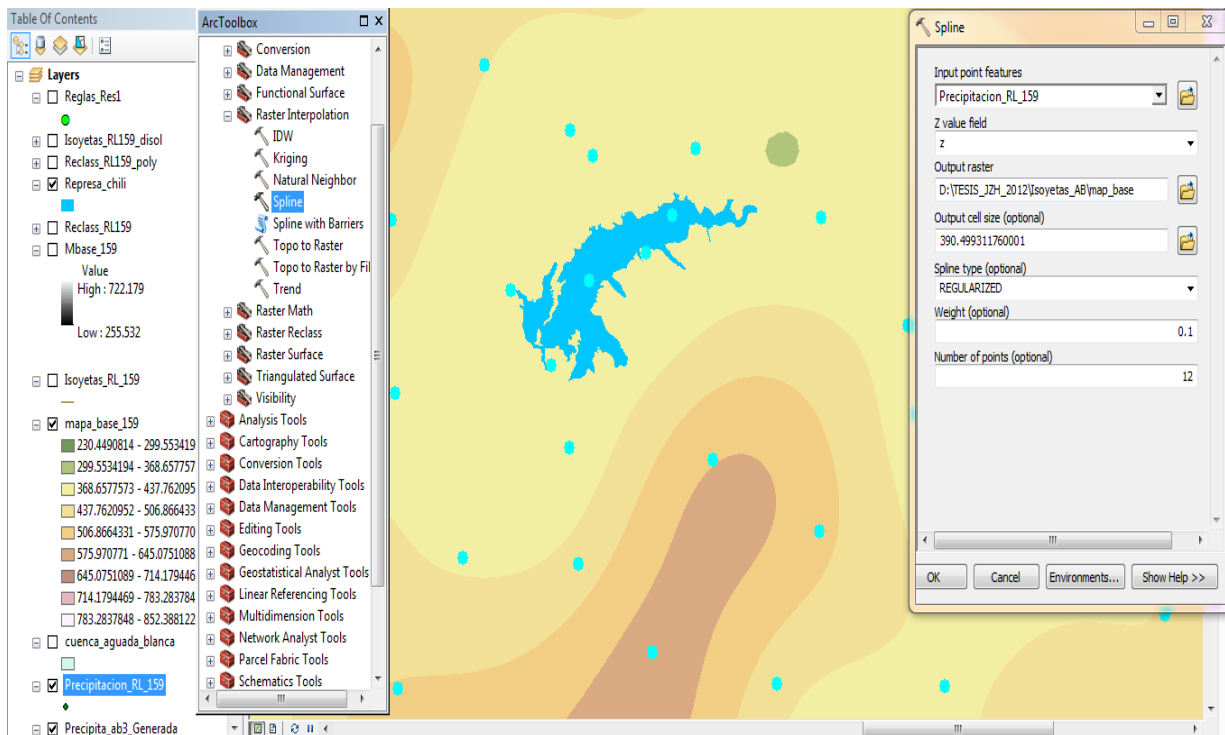 Table Of Contents
Layers
Reglas_Res1
Isoyetas_RL159_disol
Reclass_RL159_poly
Represa_chili
Reclass_RL159
Mbase_159
Value
High : 722.179
Low : 255.532
Isoyetas_RL_159
mapa_base_159
230.4490814 - 299.553419
299.5534194 - 368.657757
368.6577573 - 437.762095
437.7620952 - 506.866433
506.8664331 - 575.970770
575.970771 - 645.0751088
645.0751089 - 714.179446
714.1794469 - 783.283784
783.2837848 - 852.388122
cuenca_aguada_blanca
Precipitacion_RL_159
Precipita_ab3_Generada
ArcToolbox
Conversion
Data Management
Functional Surface
Raster Interpolation
IDW
Kriging
Natural Neighbor
Spline
Spline with Barriers
Topo to Raster
Topo to Raster by Fil
Trend
Raster Math
Raster Reclass
Raster Surface
Triangulated Surface
Visibility
Analysis Tools
Cartography Tools
Conversion Tools
Data Interoperability Tools
Data Management Tools
Editing Tools
Geocoding Tools
Geostatistical Analyst Tools
Linear Referencing Tools
Multidimension Tools
Network Analyst Tools
Parcel Fabric Tools
Schematics Tools
Spline
Input point features
Precipitacion_RL_159
Z value field
z
Output raster
D:\TESIS_JZH_2012\Isoyetas_AB\map_base
Output cell size (optional)
390.499311760001
Spline type (optional)
REGULARIZED
Weight (optional)
0.1
Number of points (optional)
12
OK
Cancel
Environments...
Show Help >>